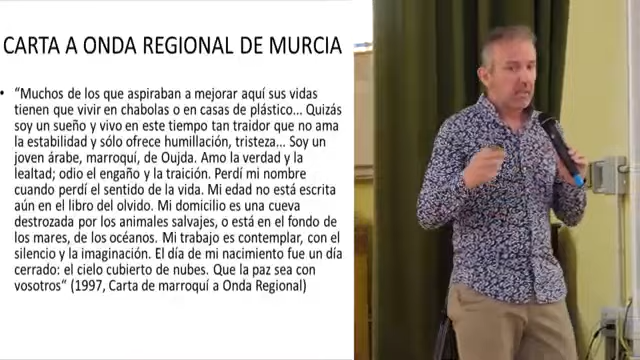 CARTA A ONDA REGIONAL DE MURCIA
• “Muchos de los que aspiraban a mejorar aquí sus vidas
tienen que vivir en chabolas o en casas de plástico... Quizás
soy un sueño y vivo en este tiempo tan traidor que no ama
la estabilidad y sólo ofrece humillación, tristeza... Soy un
joven árabe, marroquí, de Oujda. Amo la verdad y la
lealtad; odio el engaño y la traición. Perdí mi nombre
cuando perdí el sentido de la vida. Mi edad no está escrita
aún en el libro del olvido. Mi domicilio es una cueva
destrozada por los animales salvajes, o está en el fondo de
los mares, de los océanos. Mi trabajo es contemplar, con el
silencio y la imaginación. El día de mi nacimiento fue un día
cerrado: el cielo cubierto de nubes. Que la paz sea con
vosotros“ (1997, Carta de marroquí a Onda Regional)